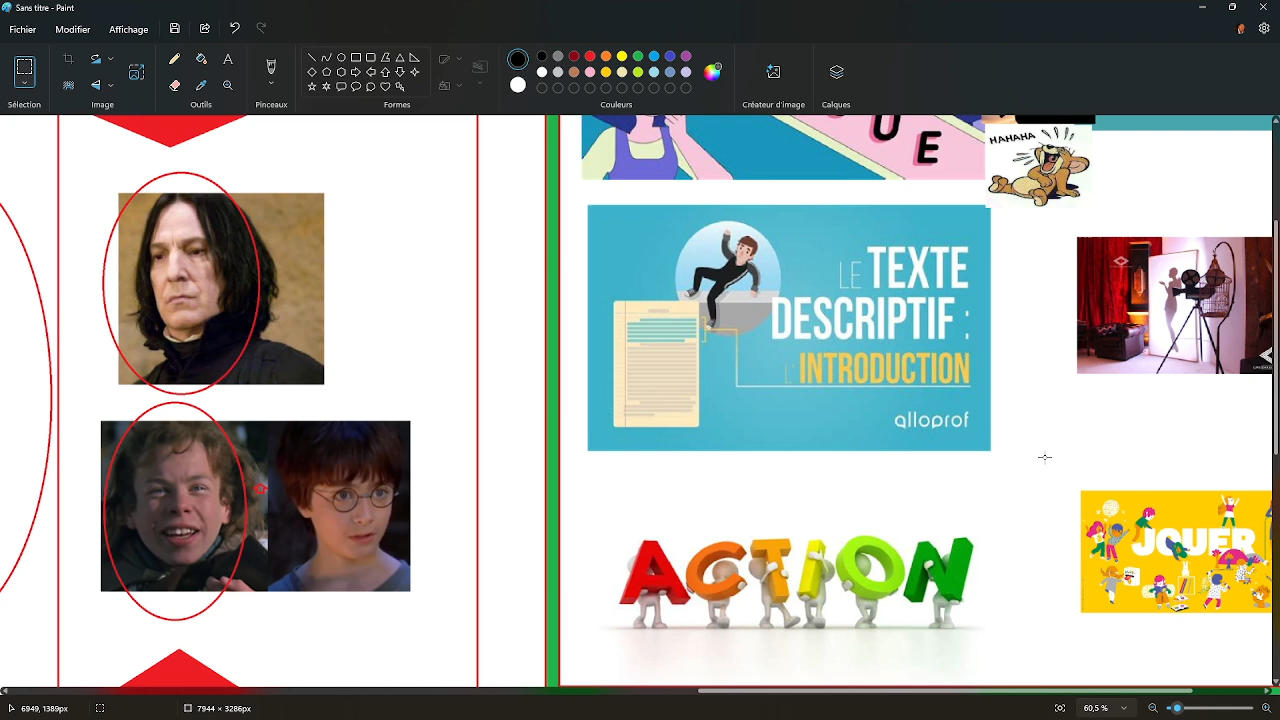 Sans titre - Paint
Fichier Modifier Affichage
Sélection Image Outils Pinceaux Formes Couleurs Créateur d'image Calques
U
E
HAHAHA
LE TEXTE
DESCRIPTIF :
L'INTRODUCTION
alloprof
ACTION
JOUER
6949, 1389px 7944 × 3286px 60,5 %